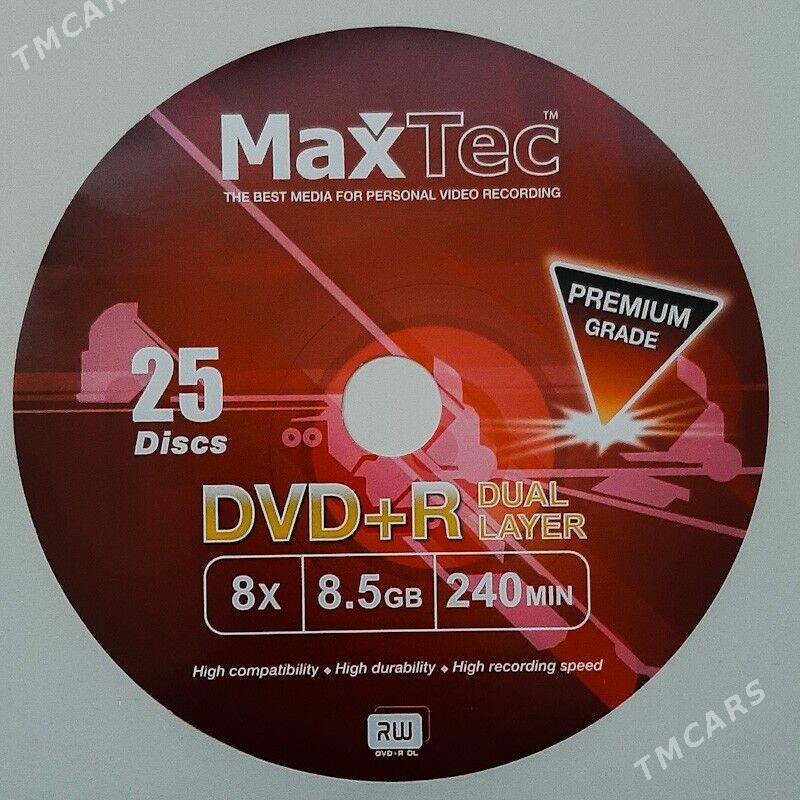 TMCARS
MaxTec™
THE BEST MEDIA FOR PERSONAL VIDEO RECORDING
PREMIUM
GRADE
25
Discs
DVD+R DUAL
LAYER
8X 8.5GB 240MIN
High compatibility ◆ High durability ◆ High recording speed
RW
DVD+R DL
TMCARS